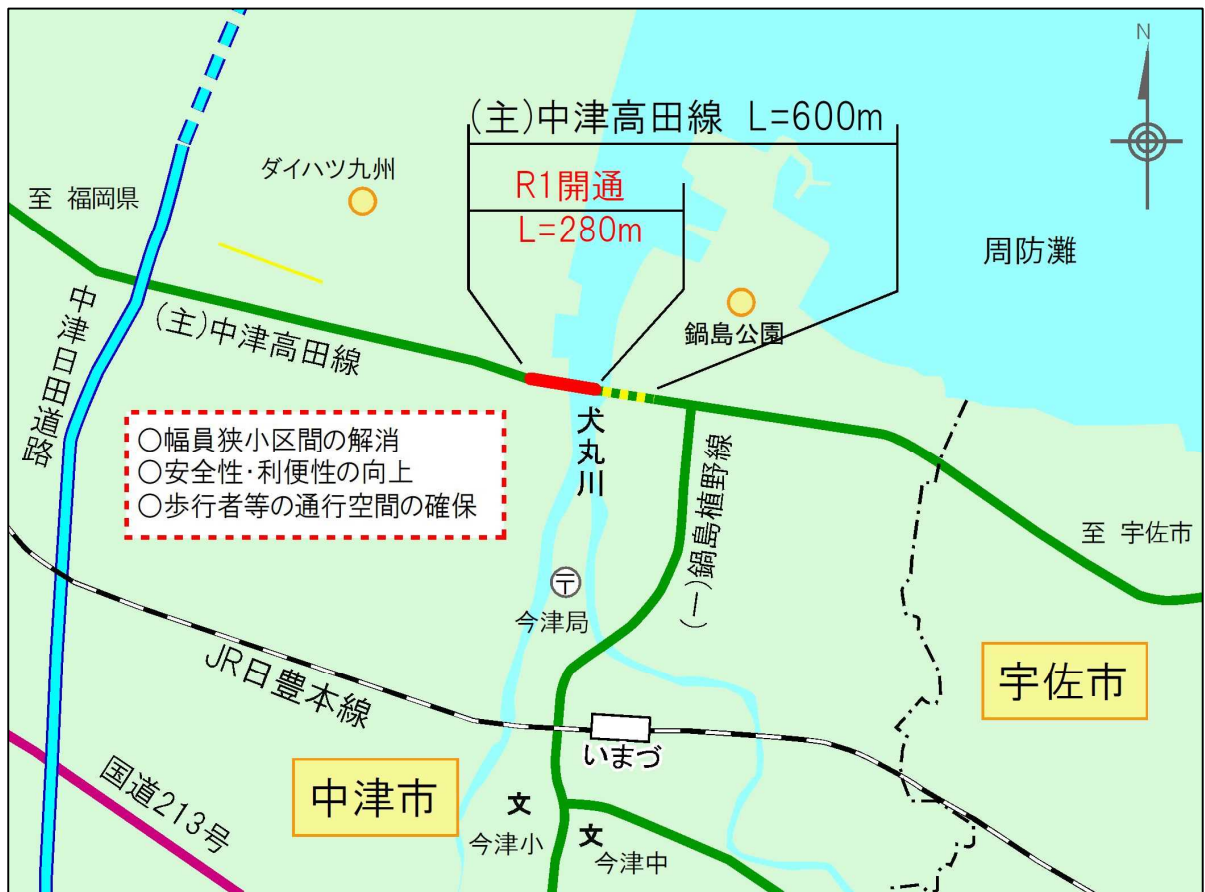 N
(主)中津高田線 L=600m
ダイハツ九州
R1開通
至 福岡県
L=280m
周防灘
鍋島公園
(主)中津高田線
中津日田道路
○幅員狭小区間の解消
○安全性・利便性の向上
○歩行者等の通行空間の確保
犬丸川
(一)鍋島植野線
至 宇佐市
〒
今津局
JR日豊本線
宇佐市
いまづ
国道213号
中津市
文
今津小
文
今津中